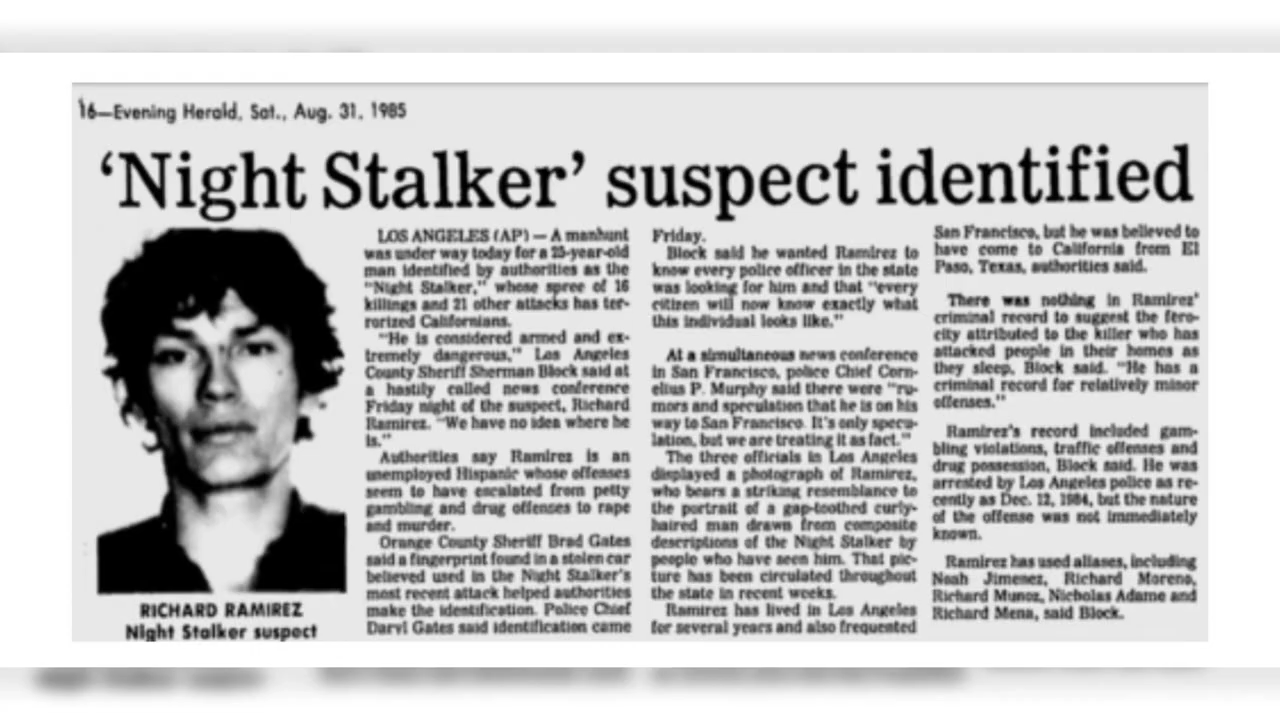 16—Evening Herald, Sat., Aug. 31, 1985
‘Night Stalker’ suspect identified
RICHARD RAMIREZ
Night Stalker suspect
LOS ANGELES (AP) — A manhunt
was under way today for a 25-year-old
man identified by authorities as the
"Night Stalker," whose spree of 16
killings and 21 other attacks has ter-
rorized Californians.
"He is considered armed and ex-
tremely dangerous," Los Angeles
County Sheriff Sherman Block said at
a hastily called news conference
Friday night of the suspect, Richard
Ramirez. "We have no idea where he
is."
Authorities say Ramirez is an
unemployed Hispanic whose offenses
seem to have escalated from petty
gambling and drug offenses to rape
and murder.
Orange County Sheriff Brad Gates
said a fingerprint found in a stolen car
believed used in the Night Stalker's
most recent attack helped authorities
make the identification. Police Chief
Daryl Gates said identification came
Friday.
Block said he wanted Ramirez to
know every police officer in the state
was looking for him and that "every
citizen will now know exactly what
this individual looks like."
At a simultaneous news conference
in San Francisco, police Chief Corn-
elius P. Murphy said there were "ru-
mors and speculation that he is on his
way to San Francisco. It's only specu-
lation, but we are treating it as fact."
The three officials in Los Angeles
displayed a photograph of Ramirez,
who bears a striking resemblance to
the portrait of a gap-toothed curly-
haired man drawn from composite
descriptions of the Night Stalker by
people who have seen him. That pic-
ture has been circulated throughout
the state in recent weeks.
Ramirez has lived in Los Angeles
for several years and also frequented
San Francisco, but he was believed to
have come to California from El
Paso, Texas, authorities said.
There was nothing in Ramirez'
criminal record to suggest the fero-
city attributed to the killer who has
attacked people in their homes as
they sleep, Block said. "He has a
criminal record for relatively minor
offenses."
Ramirez's record included gam-
bling violations, traffic offenses and
drug possession, Block said. He was
arrested by Los Angeles police as re-
cently as Dec. 12, 1984, but the nature
of the offense was not immediately
known.
Ramirez has used aliases, including
Noah Jimenez, Richard Moreno,
Richard Munoz, Nicholas Adame and
Richard Mena, said Block.